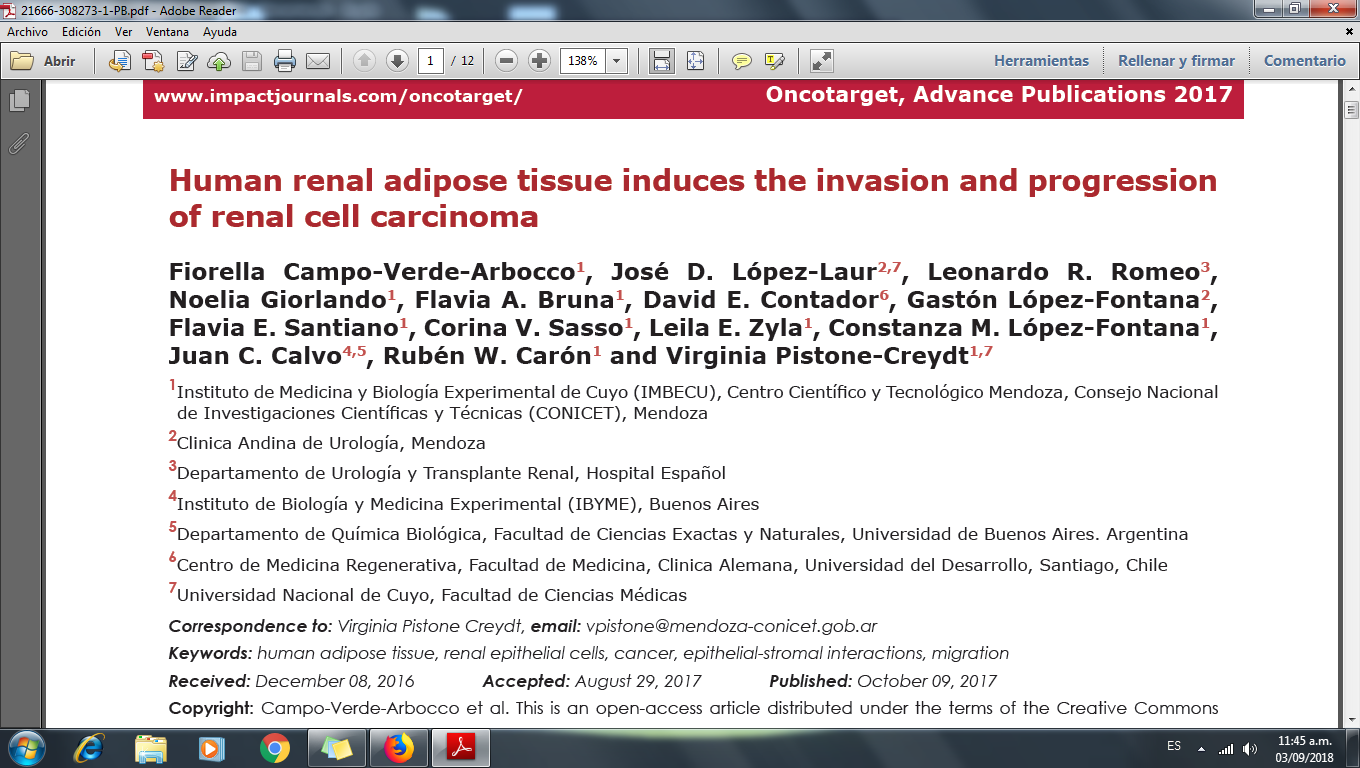 21666-308273-1-PB.pdf - Adobe Reader
Archivo Edición Ver Ventana Ayuda
Abrir 1 / 12 138% Herramientas Rellenar y firmar Comentario
www.impactjournals.com/oncotarget/ Oncotarget, Advance Publications 2017
Human renal adipose tissue induces the invasion and progression
of renal cell carcinoma
Fiorella Campo-Verde-Arbocco1, José D. López-Laur2,7, Leonardo R. Romeo3,
Noelia Giorlando1, Flavia A. Bruna1, David E. Contador6, Gastón López-Fontana2,
Flavia E. Santiano1, Corina V. Sasso1, Leila E. Zyla1, Constanza M. López-Fontana1,
Juan C. Calvo4,5, Rubén W. Carón1 and Virginia Pistone-Creydt1,7
1Instituto de Medicina y Biología Experimental de Cuyo (IMBECU), Centro Científico y Tecnológico Mendoza, Consejo Nacional
de Investigaciones Científicas y Técnicas (CONICET), Mendoza
2Clinica Andina de Urología, Mendoza
3Departamento de Urología y Transplante Renal, Hospital Español
4Instituto de Biología y Medicina Experimental (IBYME), Buenos Aires
5Departamento de Química Biológica, Facultad de Ciencias Exactas y Naturales, Universidad de Buenos Aires. Argentina
6Centro de Medicina Regenerativa, Facultad de Medicina, Clinica Alemana, Universidad del Desarrollo, Santiago, Chile
7Universidad Nacional de Cuyo, Facultad de Ciencias Médicas
Correspondence to: Virginia Pistone Creydt, email: vpistone@mendoza-conicet.gob.ar
Keywords: human adipose tissue, renal epithelial cells, cancer, epithelial-stromal interactions, migration
Received: December 08, 2016 Accepted: August 29, 2017 Published: October 09, 2017
Copyright: Campo-Verde-Arbocco et al. This is an open-access article distributed under the terms of the Creative Commons
ES 11:45 a.m.
03/09/2018